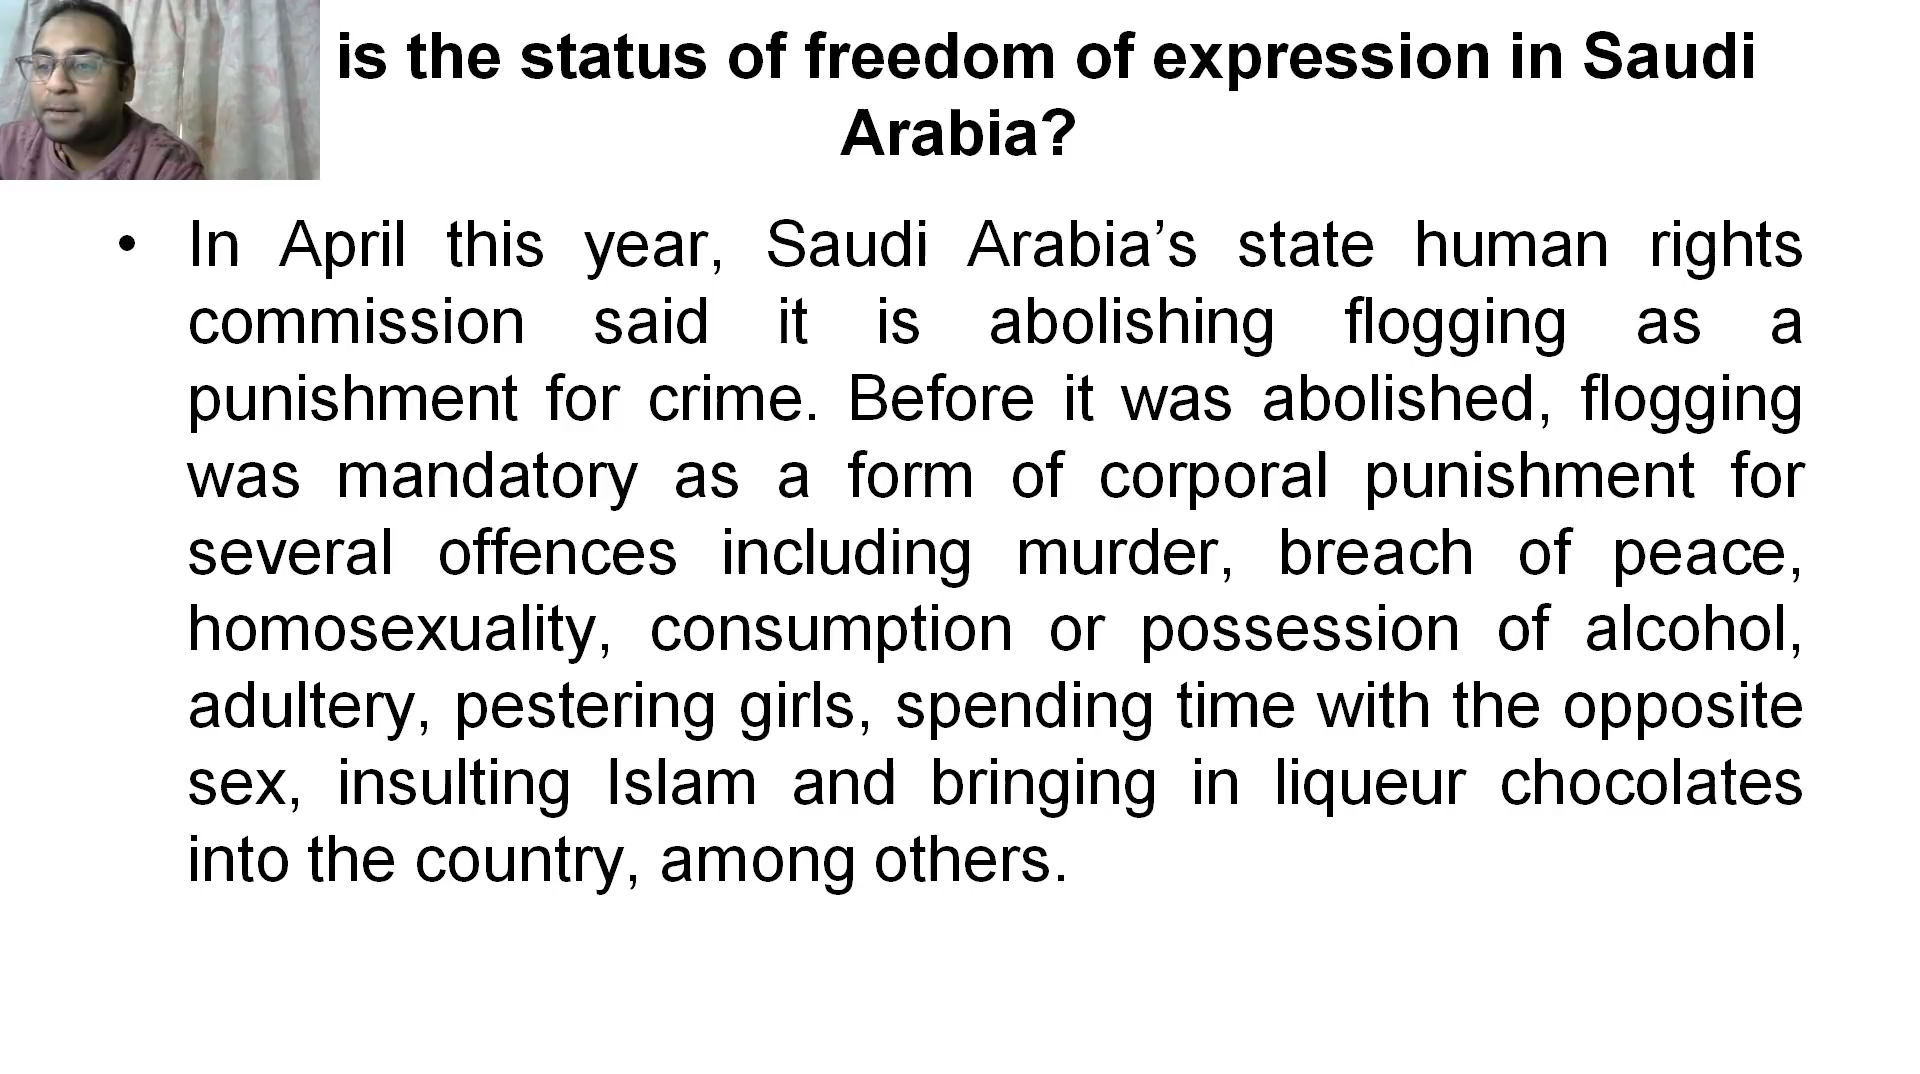 is the status of freedom of expression in Saudi
Arabia?
• In April this year, Saudi Arabia’s state human rights
commission said it is abolishing flogging as a
punishment for crime. Before it was abolished, flogging
was mandatory as a form of corporal punishment for
several offences including murder, breach of peace,
homosexuality, consumption or possession of alcohol,
adultery, pestering girls, spending time with the opposite
sex, insulting Islam and bringing in liqueur chocolates
into the country, among others.